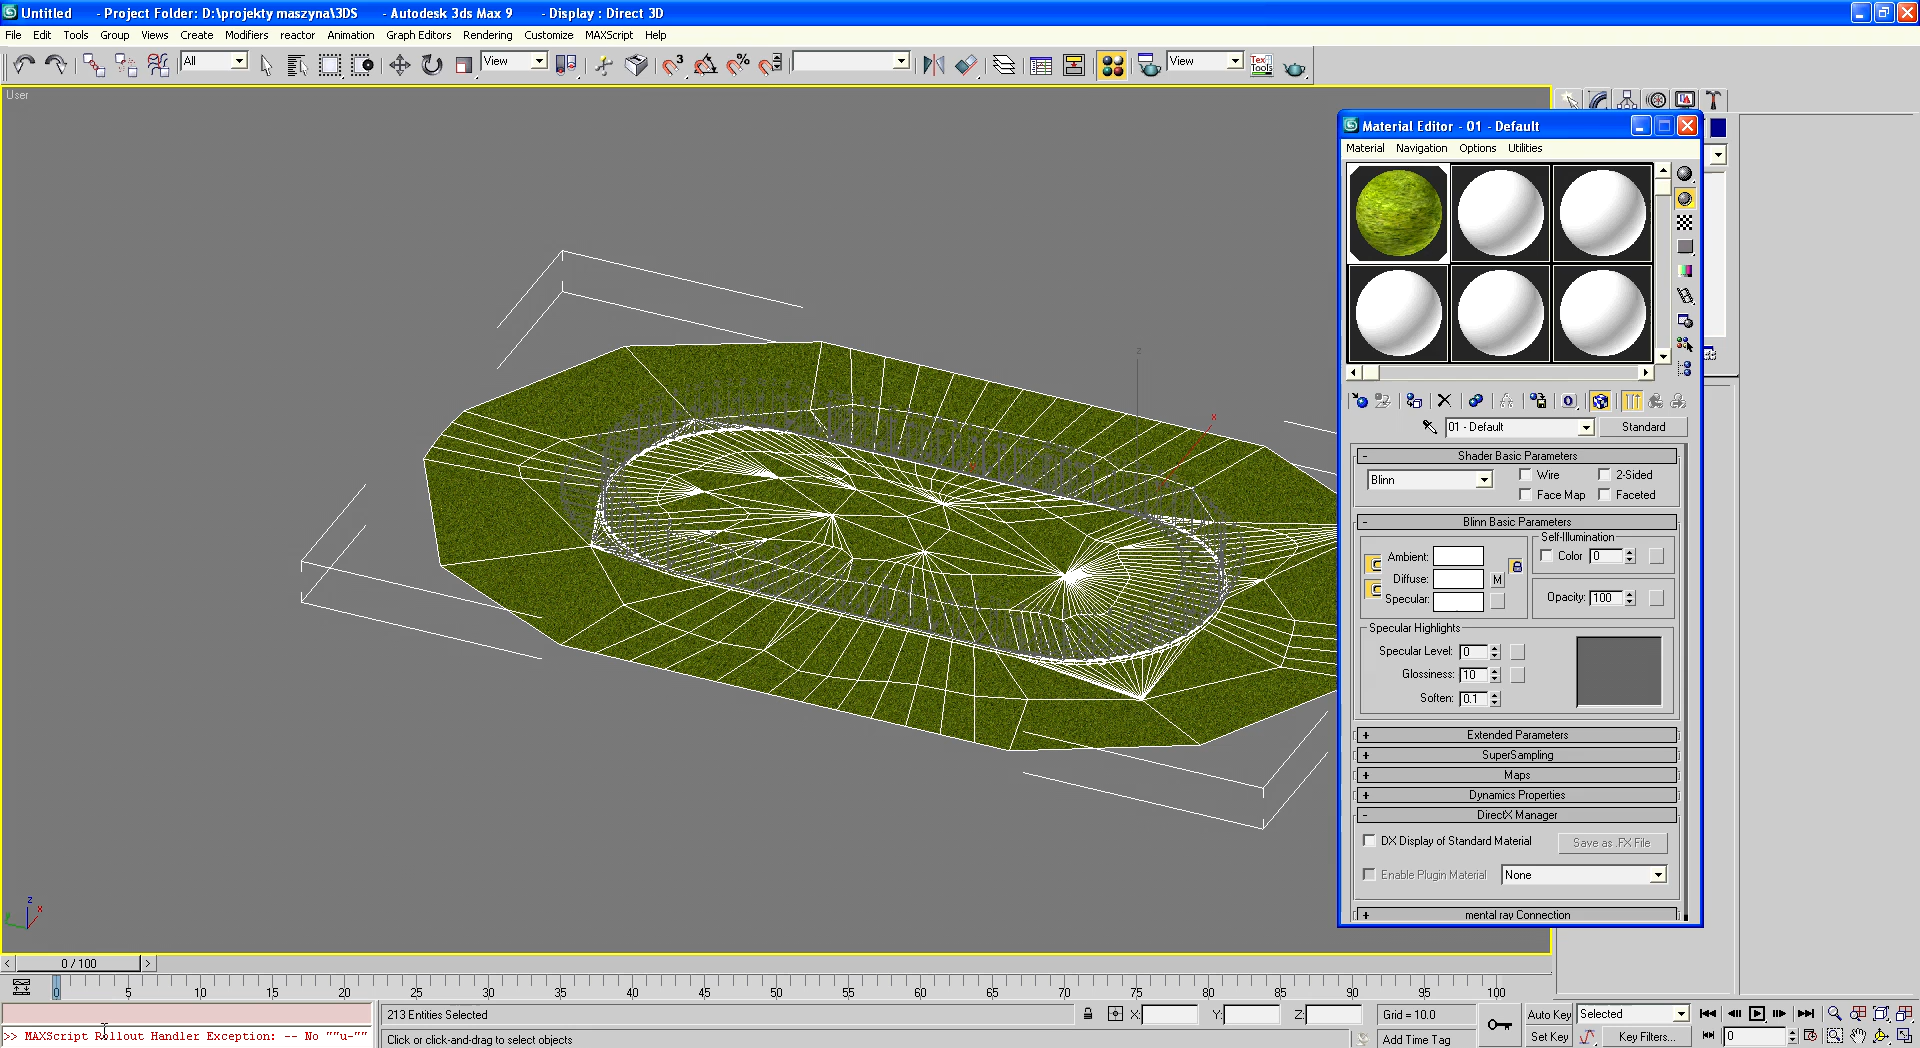 Untitled - Project Folder: D:\projekty maszyna\3DS - Autodesk 3ds Max 9 - Display : Direct 3D
File Edit Tools Group Views Create Modifiers reactor Animation Graph Editors Rendering Customize MAXScript Help
All View 3 % View Tex Tools
User
Material Editor - 01 - Default
Material Navigation Options Utilities
01 - Default Standard
- Shader Basic Parameters
Blinn Wire 2-Sided
Face Map Faceted
- Blinn Basic Parameters
Self-Illumination
Ambient: Color 0
Diffuse: M
Specular: Opacity: 100
Specular Highlights
Specular Level: 0
Glossiness: 10
Soften: 0.1
+ Extended Parameters
+ SuperSampling
+ Maps
+ Dynamics Properties
- DirectX Manager
DX Display of Standard Material Save as .FX File
Enable Plugin Material None
+ mental ray Connection
z
x
z
x
y
< 0 / 100 >
0 5 10 15 20 25 30 35 40 45 50 55 60 65 70 75 80 85 90 95 100
213 Entities Selected X: Y: Z: Grid = 10.0 Auto Key Selected
>> MAXScript Rollout Handler Exception: -- No ""u-""
Click or click-and-drag to select objects Add Time Tag Set Key Key Filters... 0